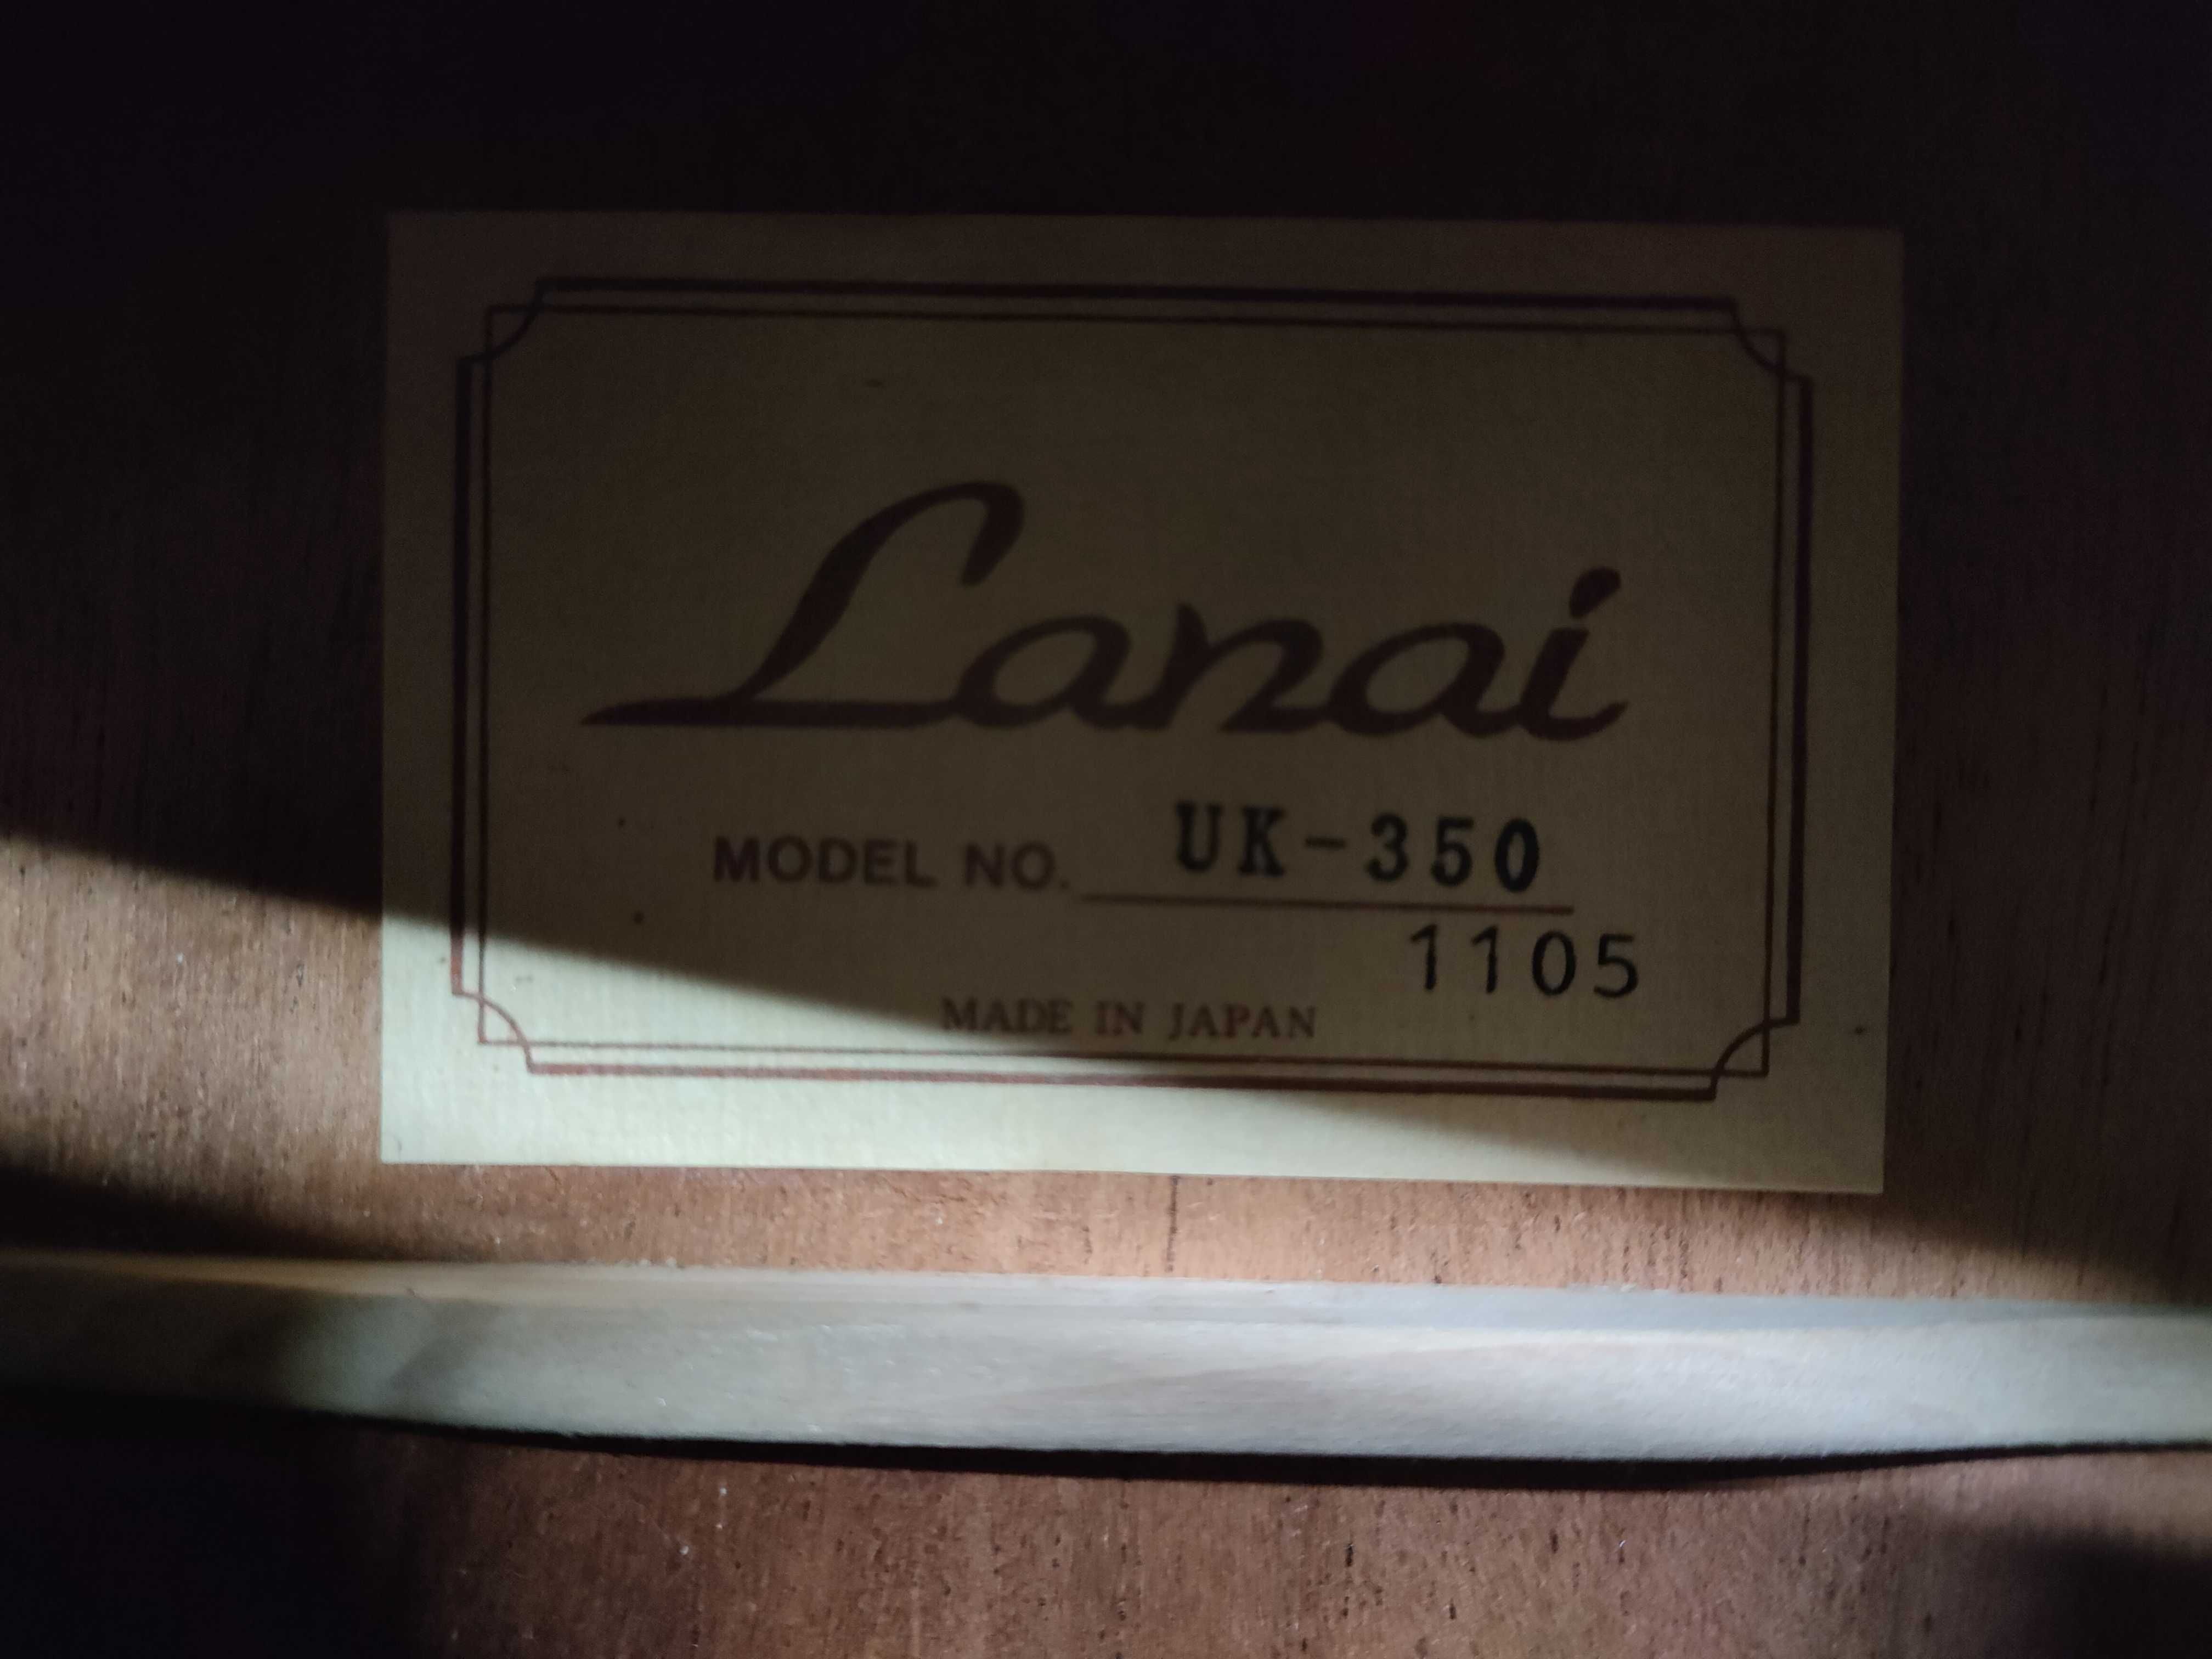 Lanai
MODEL NO. UK-350
1105
MADE IN JAPAN